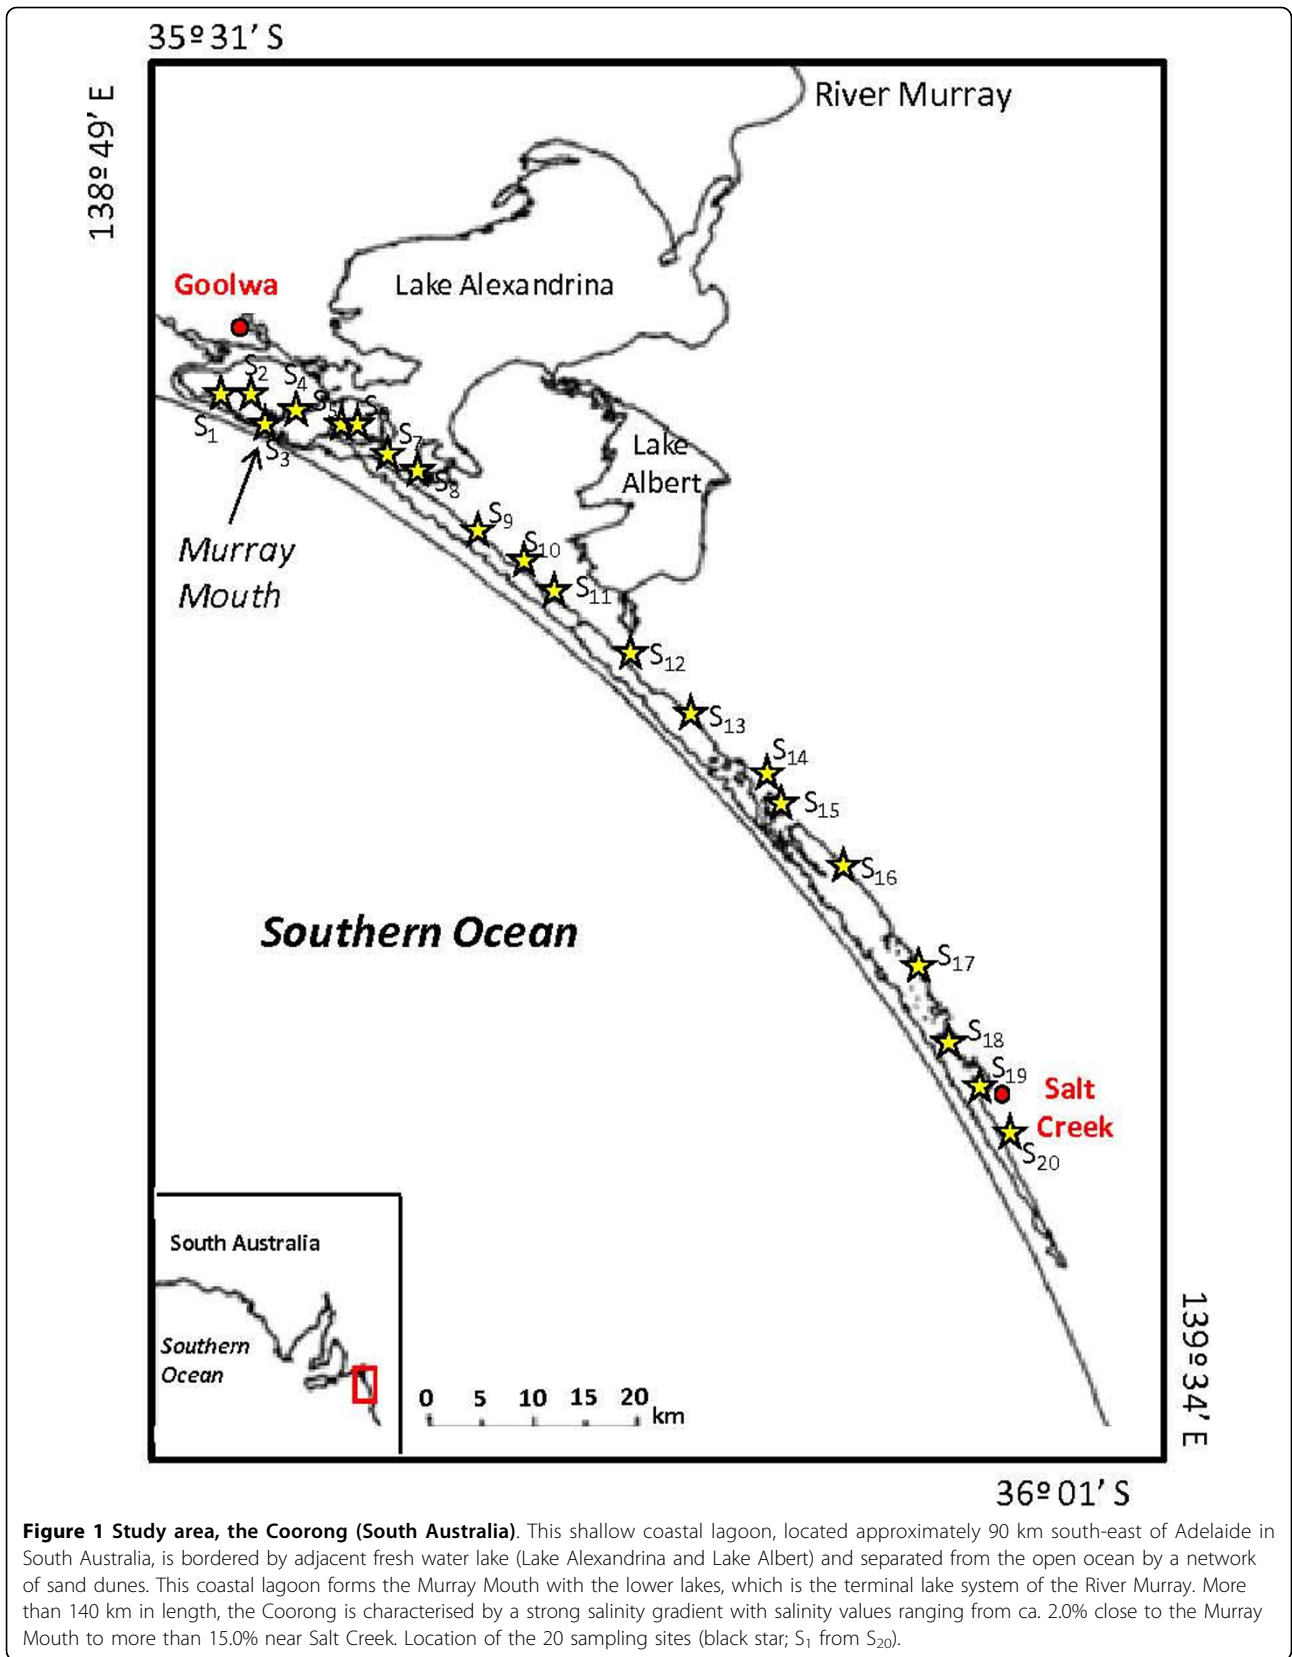 35º31’ S
138º49’ E
River Murray
Goolwa
Lake Alexandrina
S2
S4
S5
S6
S1
S3
S7
S8
Lake
Albert
Murray
Mouth
S9
S10
S11
S12
S13
S14
S15
S16
Southern Ocean
S17
S18
S19
Salt
Creek
S20
South Australia
Southern
Ocean
0 5 10 15 20
km
139º34’ E
36º01’ S
Figure 1 Study area, the Coorong (South Australia). This shallow coastal lagoon, located approximately 90 km south-east of Adelaide in
South Australia, is bordered by adjacent fresh water lake (Lake Alexandrina and Lake Albert) and separated from the open ocean by a network
of sand dunes. This coastal lagoon forms the Murray Mouth with the lower lakes, which is the terminal lake system of the River Murray. More
than 140 km in length, the Coorong is characterised by a strong salinity gradient with salinity values ranging from ca. 2.0% close to the Murray
Mouth to more than 15.0% near Salt Creek. Location of the 20 sampling sites (black star; S1 from S20).